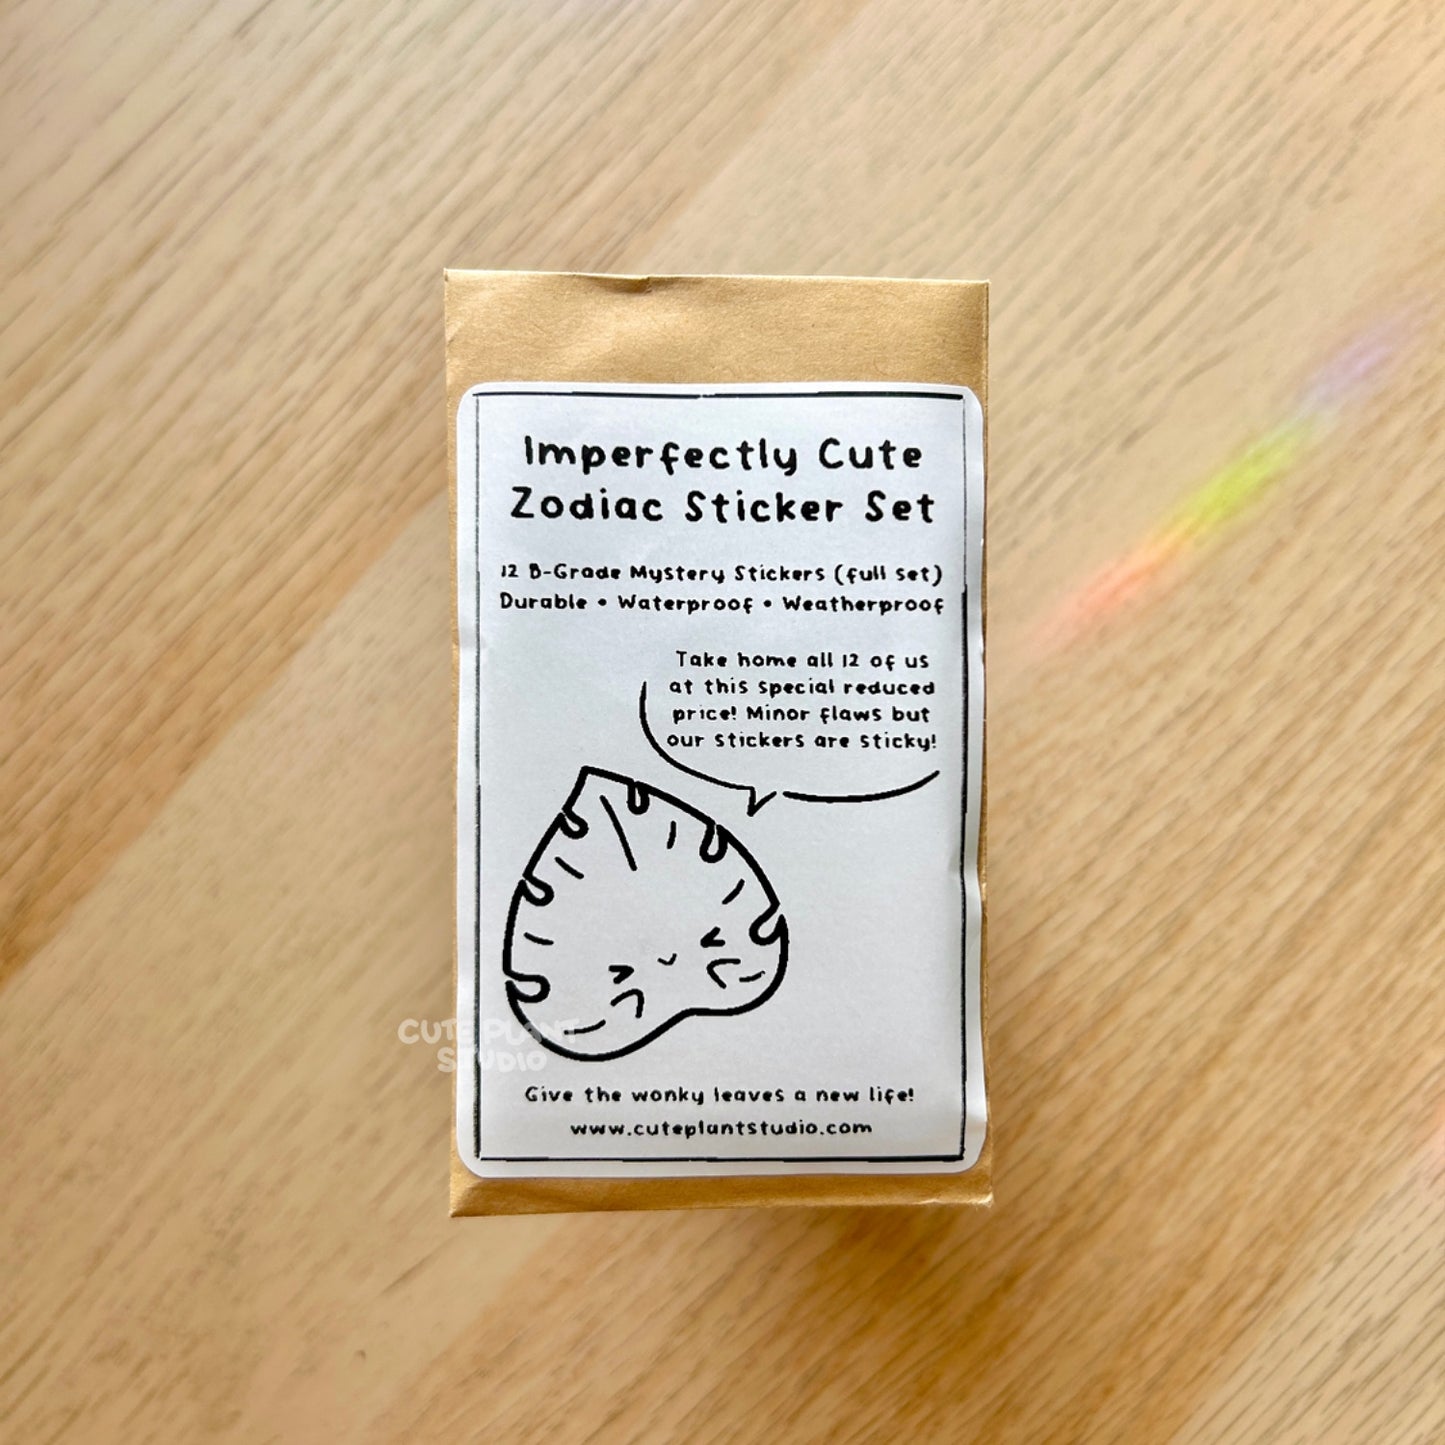 Imperfectly Cute
Zodiac Sticker Set
12 B-Grade Mystery Stickers (full set)
Durable • Waterproof • Weatherproof
Take home all 12 of us
at this special reduced
price! Minor flaws but
our stickers are sticky!
CUTE PLANT
STUDIO
Give the wonky leaves a new life!
www.cuteplantstudio.com